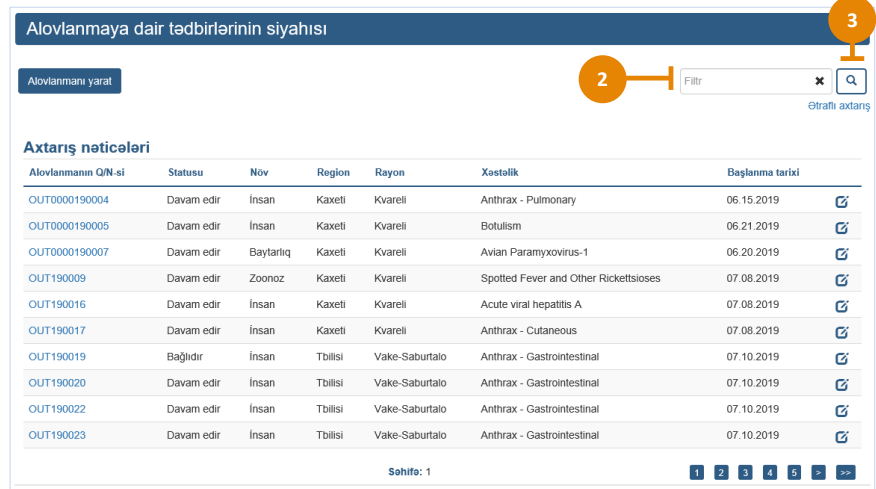 Alovlanmaya dair tədbirlərinin siyahısı
3
Alovlanmanı yarat
2
Filtr
Ətraflı axtarış
Axtarış nəticələri
Alovlanmanın Q/N-si Statusu Növ Region Rayon Xəstəlik Başlanma tarixi
OUT0000190004 Davam edir İnsan Kaxeti Kvareli Anthrax - Pulmonary 06.15.2019
OUT0000190005 Davam edir İnsan Kaxeti Kvareli Botulism 06.21.2019
OUT0000190007 Davam edir Baytarlıq Kaxeti Kvareli Avian Paramyxovirus-1 06.20.2019
OUT190009 Davam edir Zoonoz Kaxeti Kvareli Spotted Fever and Other Rickettsioses 07.08.2019
OUT190016 Davam edir İnsan Kaxeti Kvareli Acute viral hepatitis A 07.08.2019
OUT190017 Davam edir İnsan Kaxeti Kvareli Anthrax - Cutaneous 07.08.2019
OUT190019 Bağlıdır İnsan Tbilisi Vake-Saburtalo Anthrax - Gastrointestinal 07.10.2019
OUT190020 Davam edir İnsan Tbilisi Vake-Saburtalo Anthrax - Gastrointestinal 07.10.2019
OUT190022 Davam edir İnsan Tbilisi Vake-Saburtalo Anthrax - Gastrointestinal 07.10.2019
OUT190023 Davam edir İnsan Tbilisi Vake-Saburtalo Anthrax - Gastrointestinal 07.10.2019
Səhifə: 1 1 2 3 4 5 > >>